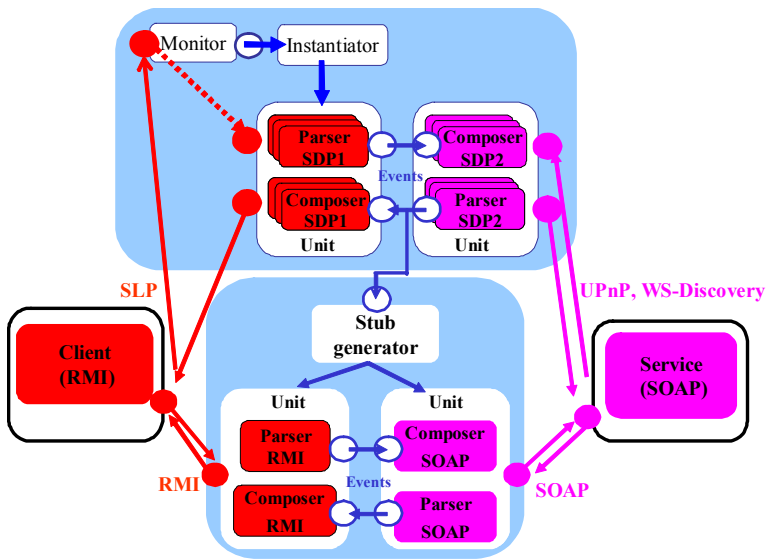 Monitor
Instantiator
Parser
SDP1
Composer
SDP2
Events
Composer
SDP1
Parser
SDP2
Unit
Unit
SLP
UPnP, WS-Discovery
Stub
generator
Client
(RMI)
Service
(SOAP)
Unit
Unit
Parser
RMI
Composer
SOAP
Events
RMI
SOAP
Composer
RMI
Parser
SOAP